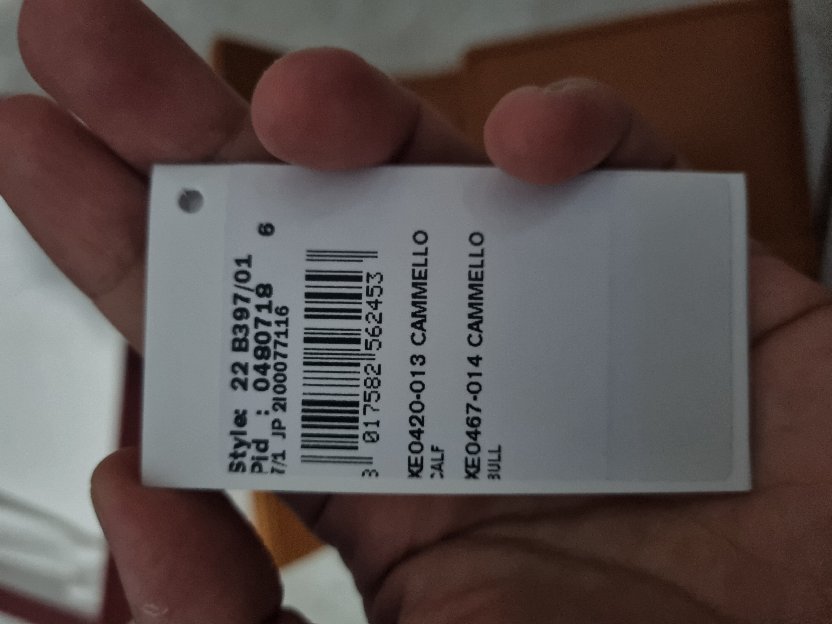 Style: 22 B397/01
Pid : 0480718 6
7/1 JP 2I00077116
3 017582 562453
KE0420-013 CAMMELLO
CALF
KE0467-014 CAMMELLO
BULL